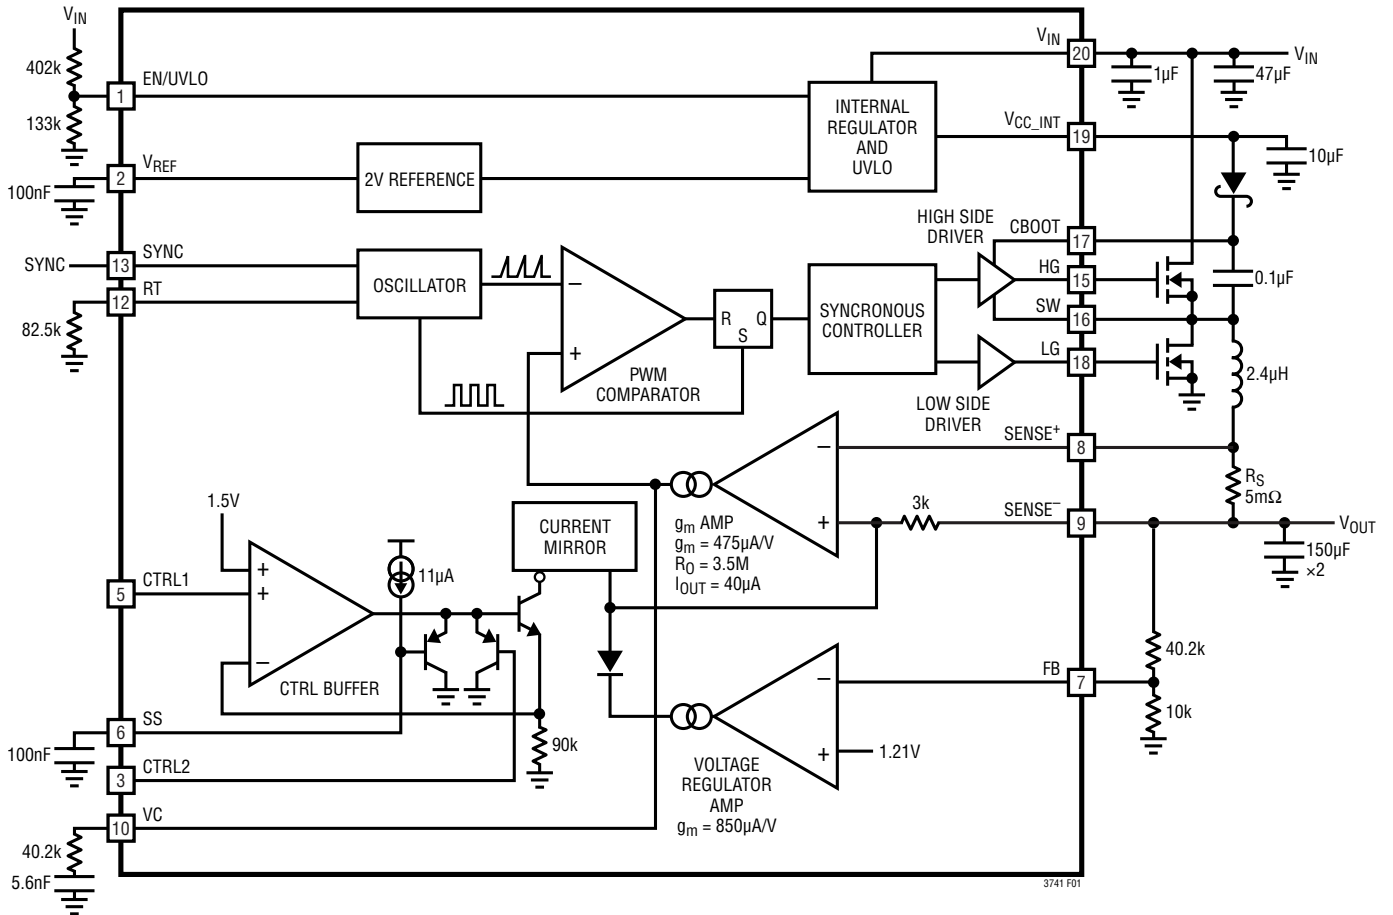 VIN
402k
133k
1
EN/UVLO
VREF
2
100nF
2V REFERENCE
INTERNAL
REGULATOR
AND
UVLO
VIN
20
VIN
1µF
47µF
VCC_INT
19
10µF
SYNC
13
SYNC
RT
12
82.5k
OSCILLATOR
PWM
COMPARATOR
−
+
R
Q
S
SYNCRONOUS
CONTROLLER
HIGH SIDE
DRIVER
LOW SIDE
DRIVER
CBOOT
17
HG
15
SW
16
LG
18
0.1µF
2.4µH
SENSE+
8
RS
5mΩ
SENSE−
9
VOUT
150µF
×2
3k
−
+
gm AMP
gm = 475µA/V
RO = 3.5M
IOUT = 40µA
CURRENT
MIRROR
1.5V
11µA
CTRL1
5
+
+
−
CTRL BUFFER
90k
SS
6
100nF
CTRL2
3
VC
10
40.2k
5.6nF
FB
7
40.2k
10k
−
+
1.21V
VOLTAGE
REGULATOR
AMP
gm = 850µA/V
3741 F01